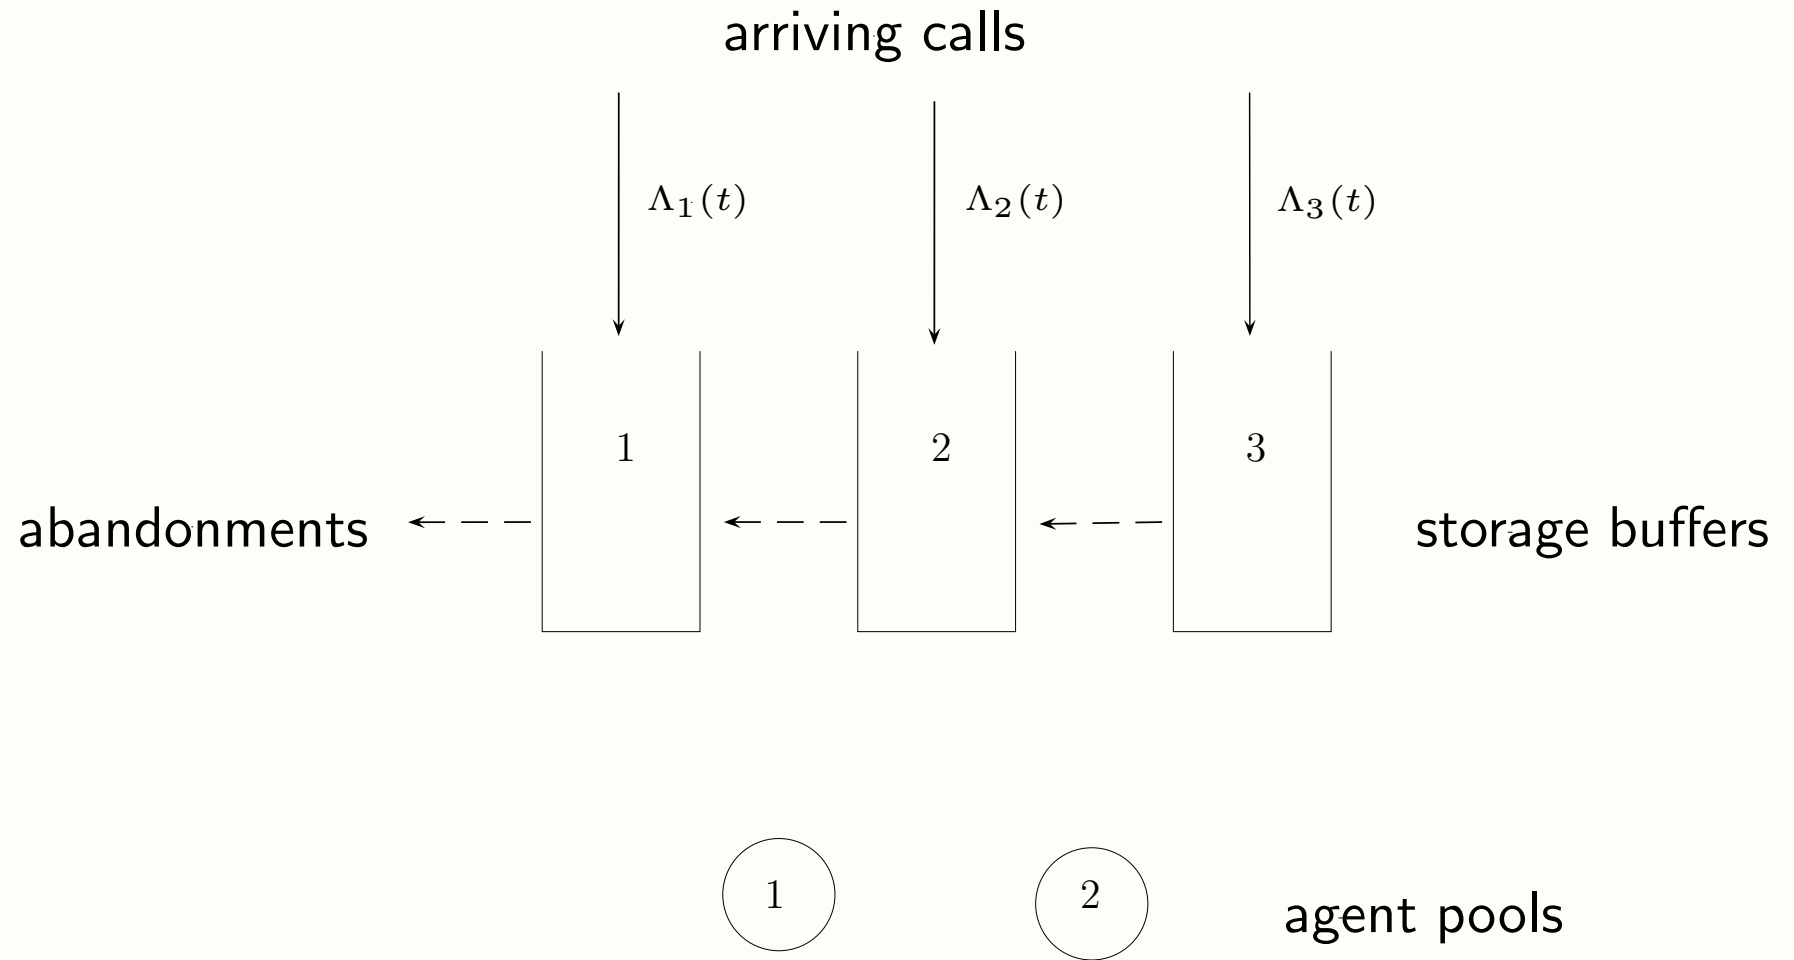 arriving calls
Λ₁(t) Λ₂(t) Λ₃(t)
1 2 3
abandonments storage buffers
1 2
agent pools